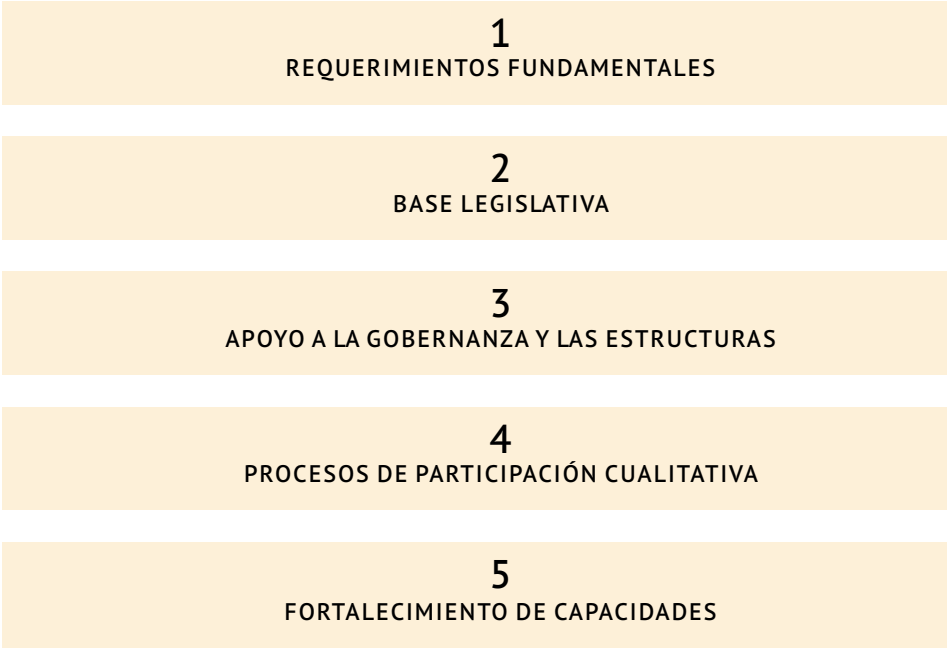 1
REQUERIMIENTOS FUNDAMENTALES
2
BASE LEGISLATIVA
3
APOYO A LA GOBERNANZA Y LAS ESTRUCTURAS
4
PROCESOS DE PARTICIPACIÓN CUALITATIVA
5
FORTALECIMIENTO DE CAPACIDADES